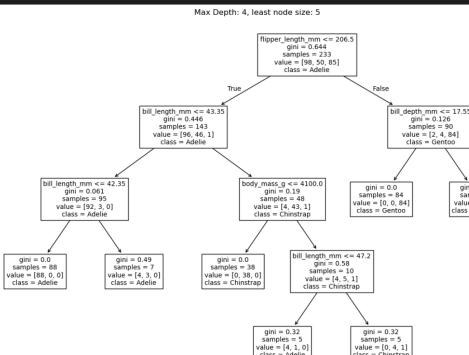 Max Depth: 4, least node size: 5
flipper_length_mm <= 206.5
gini = 0.644
samples = 233
value = [98, 50, 85]
class = Adelie
True
False
bill_length_mm <= 43.35
gini = 0.446
samples = 143
value = [96, 46, 1]
class = Adelie
bill_depth_mm <= 17.55
gini = 0.126
samples = 90
value = [2, 4, 84]
class = Gentoo
bill_length_mm <= 42.35
gini = 0.061
samples = 95
value = [92, 3, 0]
class = Adelie
body_mass_g <= 4100.0
gini = 0.19
samples = 48
value = [4, 43, 1]
class = Chinstrap
gini = 0.0
samples = 84
value = [0, 0, 84]
class = Gentoo
gini = 0.0
samples = 88
value = [88, 0, 0]
class = Adelie
gini = 0.49
samples = 7
value = [4, 3, 0]
class = Adelie
gini = 0.0
samples = 38
value = [0, 38, 0]
class = Chinstrap
bill_length_mm <= 47.2
gini = 0.58
samples = 10
value = [4, 5, 1]
class = Chinstrap
gini = 0.32
samples = 5
value = [4, 1, 0]
class = Adelie
gini = 0.32
samples = 5
value = [0, 4, 1]
class = Chinstrap